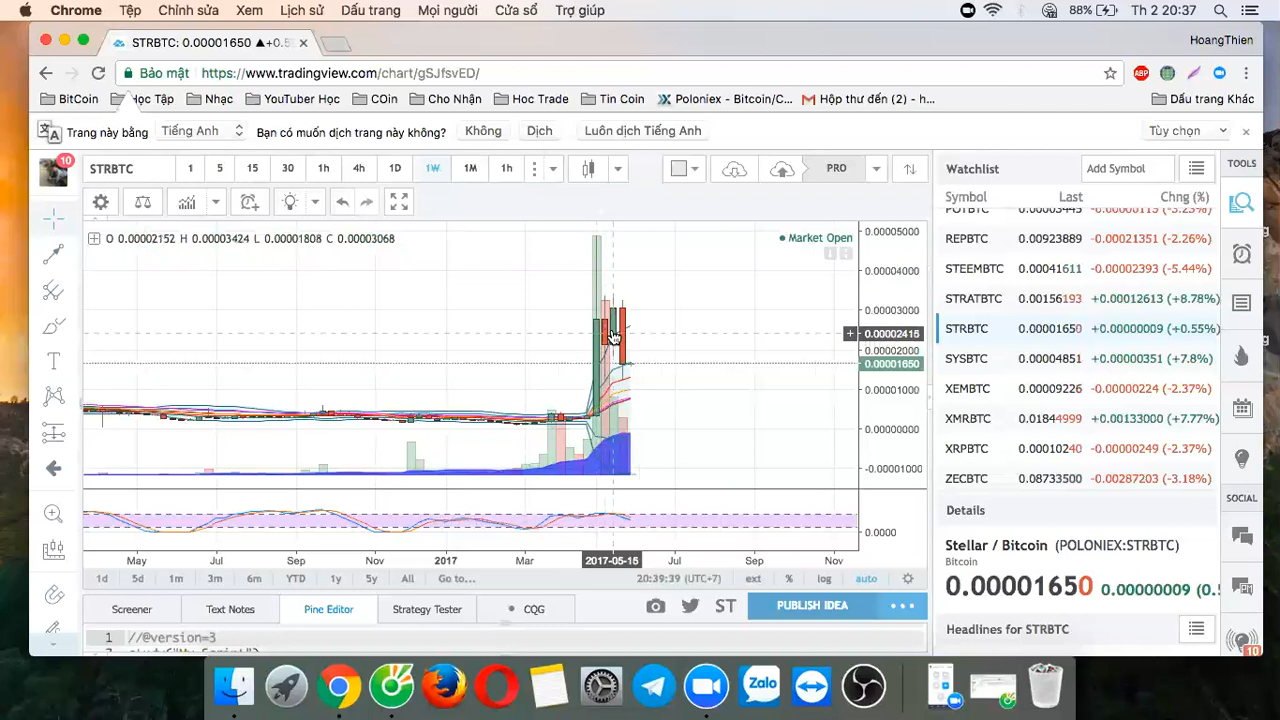 Chrome Tệp Chỉnh sửa Xem Lịch sử Dấu trang Mọi người Cửa sổ Trợ giúp 88% Th 2 20:37
STRBTC: 0.00001650 ▲+0.5
HoangThien
Bảo mật https://www.tradingview.com/chart/gSJfsvED/
BitCoin Học Tập Nhạc YouTuber Học COin Cho Nhận Hoc Trade Tin Coin Poloniex - Bitcoin/C... Hộp thư đến (2) - h... Dấu trang Khác
Trang này bằng Tiếng Anh Bạn có muốn dịch trang này không? Không Dịch Luôn dịch Tiếng Anh Tùy chọn
10 STRBTC 1 5 15 30 1h 4h 1D 1W 1M 1h PRO
O 0.00002152 H 0.00003424 L 0.00001808 C 0.00003068
Market Open
0.00005000
0.00004000
0.00003000
0.00002415
0.00002000
0.00001650
0.00001000
0.00000000
-0.00001000
0.0000
May Jul Sep Nov 2017 Mar 2017-05-15 Jul Sep Nov
1d 5d 1m 3m 6m YTD 1y 5y All Go to... 20:39:39 (UTC+7) ext % log auto
Screener Text Notes Pine Editor Strategy Tester CQG ST PUBLISH IDEA
1 //@version=3
Watchlist Add Symbol TOOLS
Symbol Last Chng (%)
REPBTC 0.00923889 -0.00021351 (-2.26%)
STEEMBTC 0.00041611 -0.00002393 (-5.44%)
STRATBTC 0.00156193 +0.00012613 (+8.78%)
STRBTC 0.00001650 +0.00000009 (+0.55%)
SYSBTC 0.00004851 +0.00000351 (+7.8%)
XEMBTC 0.00009226 -0.00000224 (-2.37%)
XMRBTC 0.01844999 +0.00133000 (+7.77%)
XRPBTC 0.00010240 -0.00000259 (-2.47%)
ZECBTC 0.08733500 -0.00287203 (-3.18%)
SOCIAL
Details
Stellar / Bitcoin (POLONIEX:STRBTC)
Bitcoin
0.00001650 0.00000009 (0.5
Headlines for STRBTC
10
Zalo